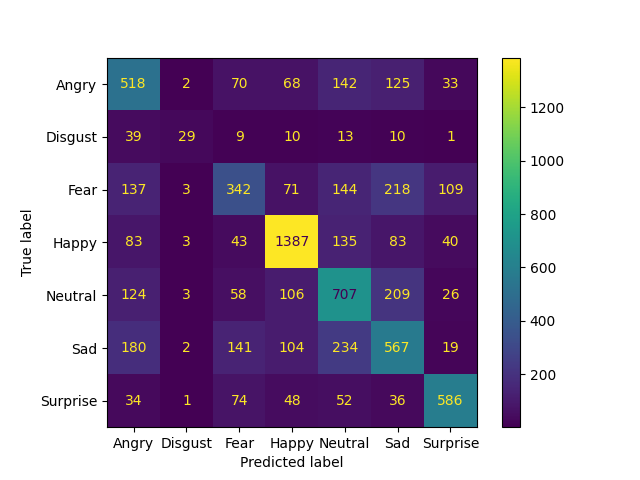 Angry 518 2 70 68 142 125 33
Disgust 39 29 9 10 13 10 1
Fear 137 3 342 71 144 218 109
Happy 83 3 43 1387 135 83 40
Neutral 124 3 58 106 707 209 26
Sad 180 2 141 104 234 567 19
Surprise 34 1 74 48 52 36 586
Angry Disgust Fear Happy Neutral Sad Surprise
Predicted label
True label
1200
1000
800
600
400
200